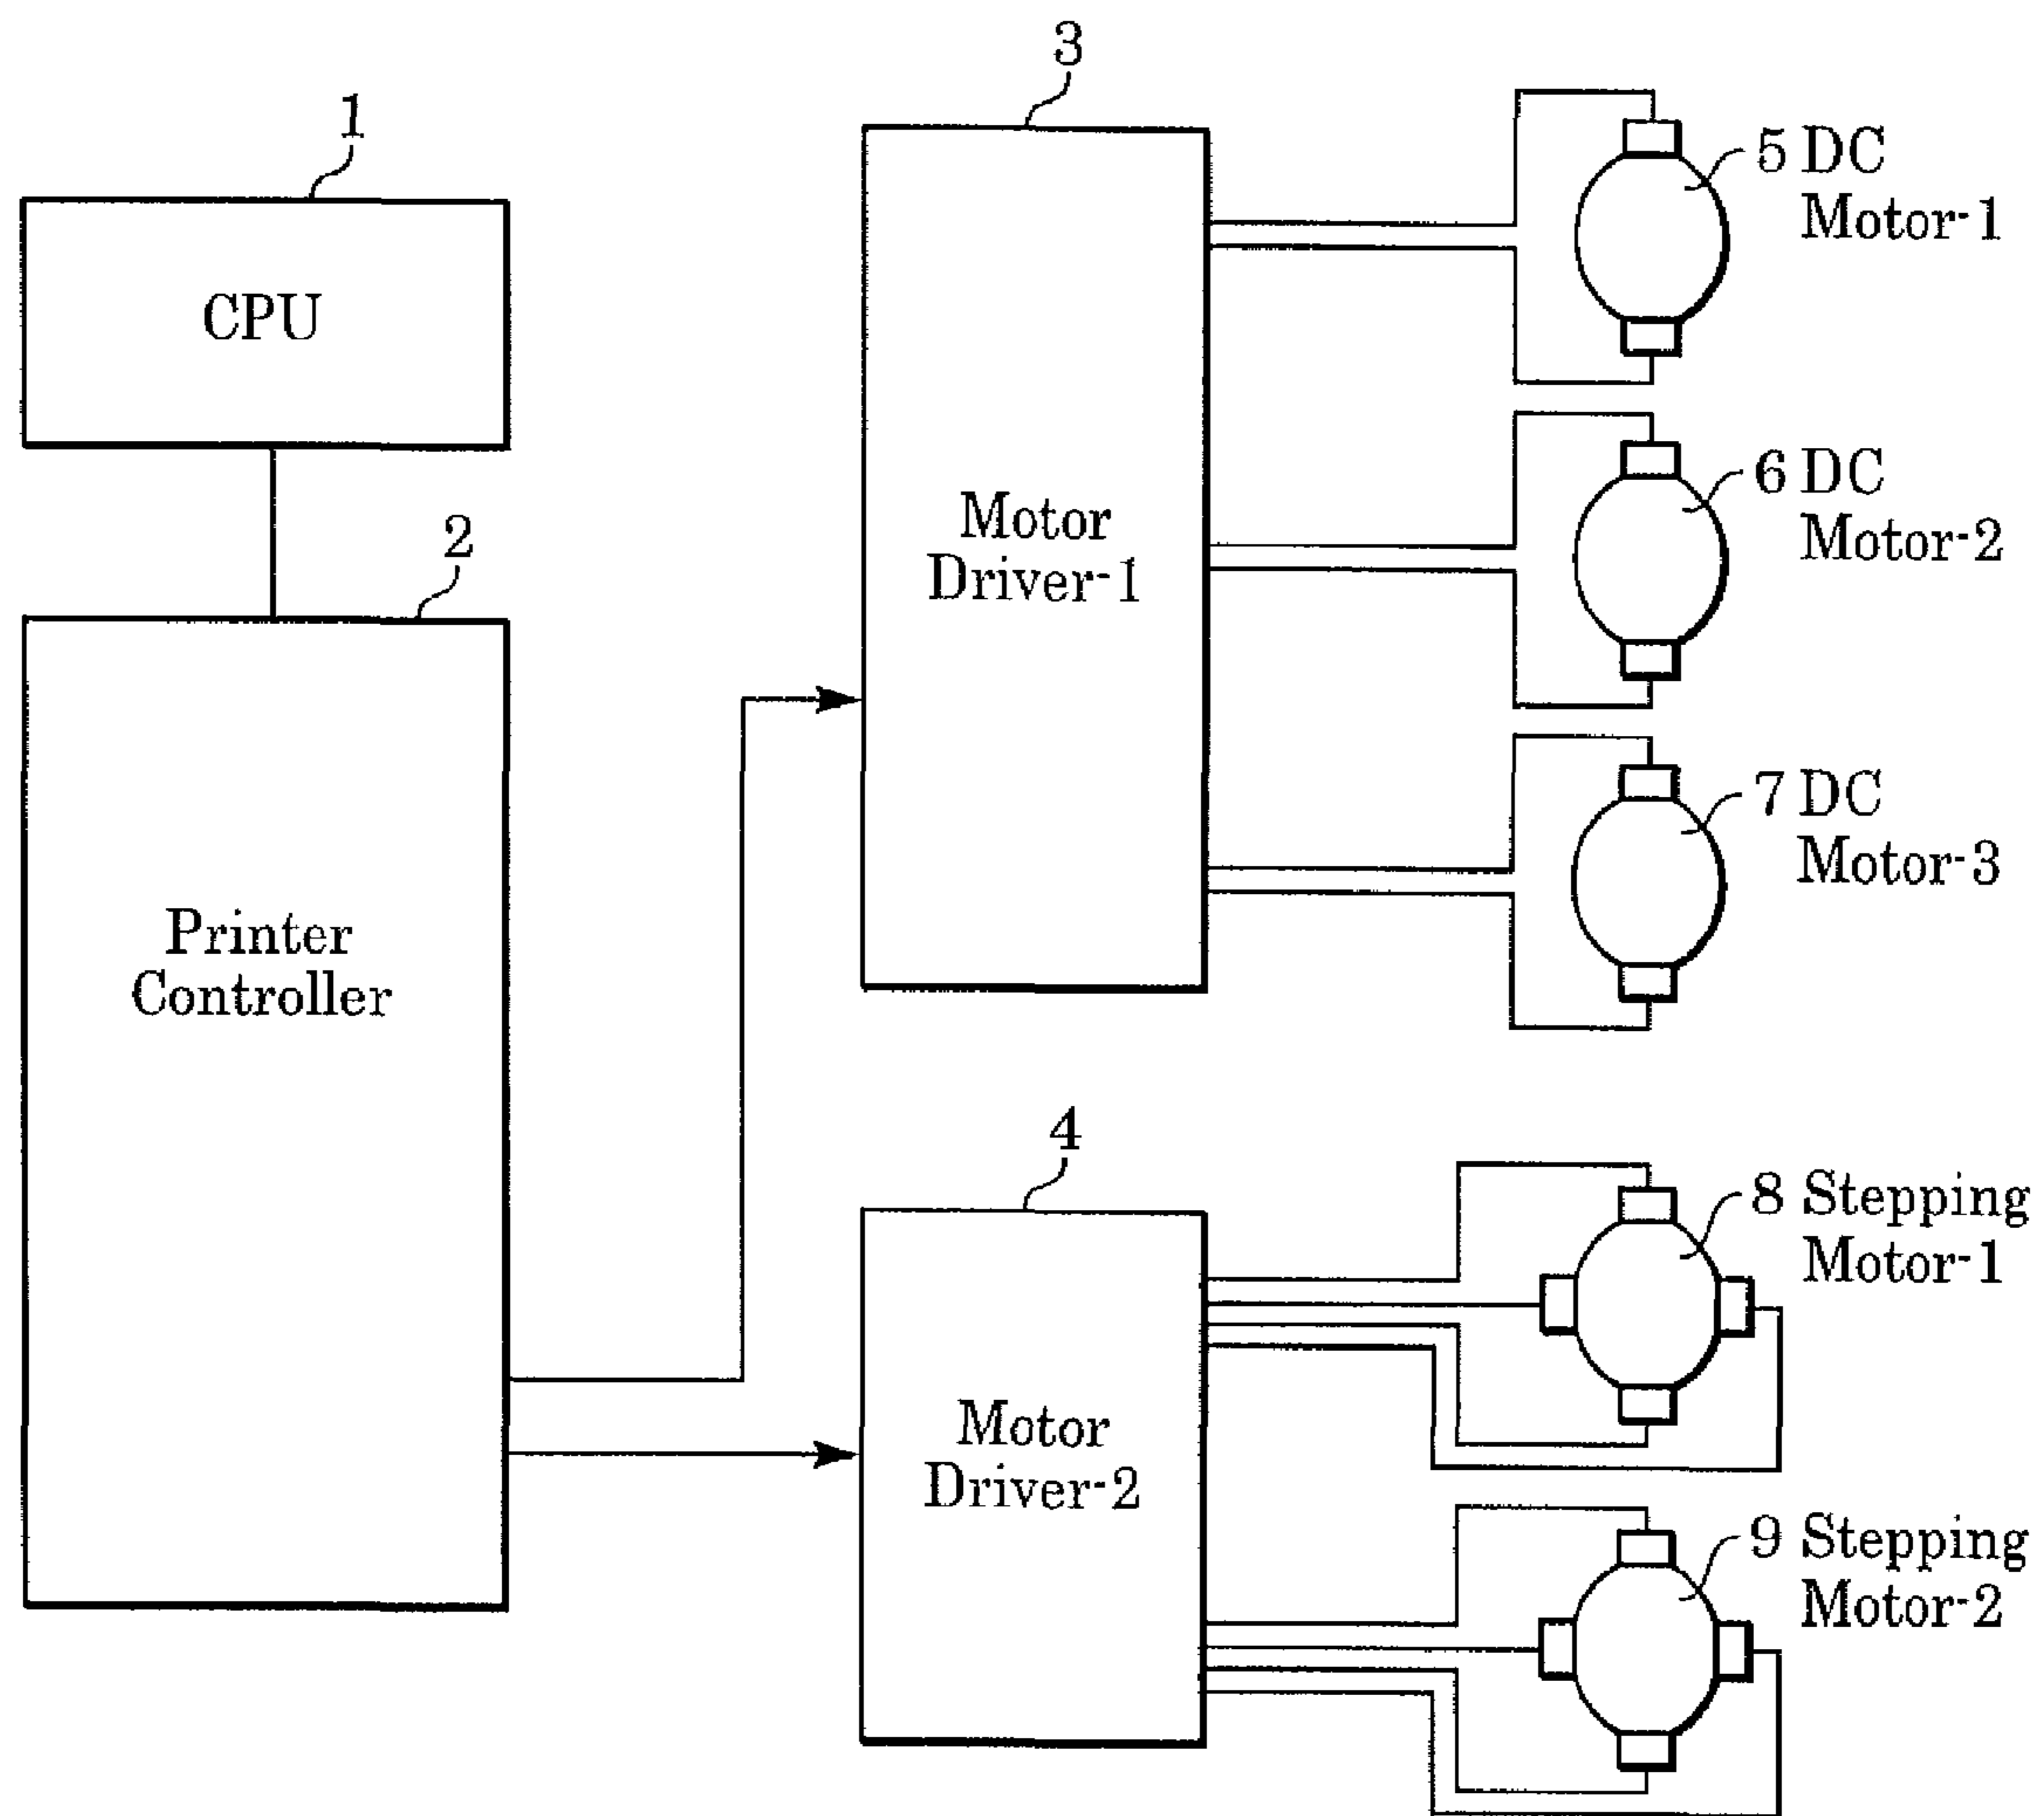 1
CPU
2
Printer
Controller
3
Motor
Driver-1
4
Motor
Driver-2
5 DC
Motor-1
6 DC
Motor-2
7 DC
Motor-3
8 Stepping
Motor-1
9 Stepping
Motor-2